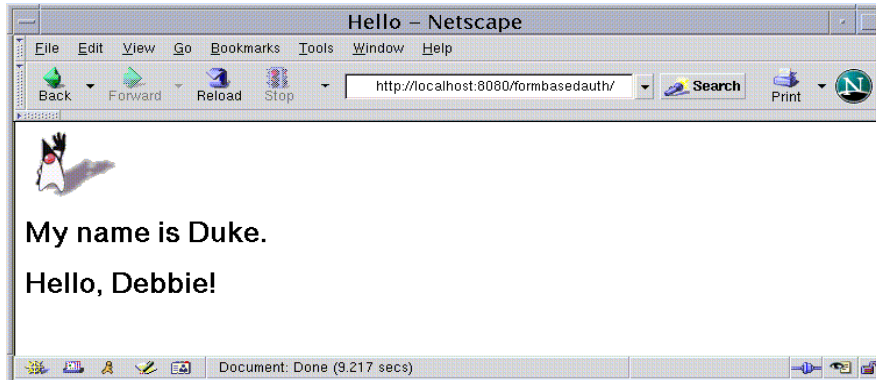 Hello – Netscape
File Edit View Go Bookmarks Tools Window Help
Back Forward Reload Stop http://localhost:8080/formbasedauth/ Search Print N
My name is Duke.
Hello, Debbie!
Document: Done (9.217 secs)